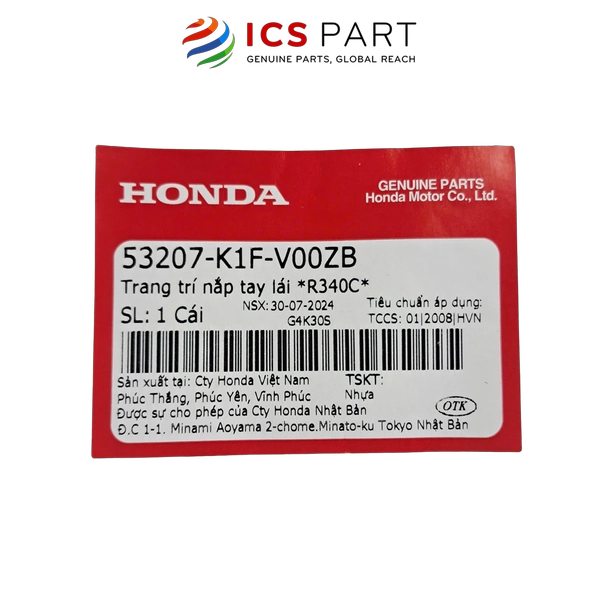 ICS PART
GENUINE PARTS, GLOBAL REACH
HONDA
GENUINE PARTS
Honda Motor Co., Ltd.
53207-K1F-V00ZB
Trang trí nắp tay lái *R340C*
SL: 1 Cái
NSX: 30-07-2024
G4K30S
Tiêu chuẩn áp dụng:
TCCS: 01|2008|HVN
Sản xuất tại: Cty Honda Việt Nam
Phúc Thắng, Phúc Yên, Vĩnh Phúc
TSKT:
Nhựa
Được sự cho phép của Cty Honda Nhật Bản
Đ.C 1-1. Minami Aoyama 2-chome.Minato-ku Tokyo Nhật Bản
OTK